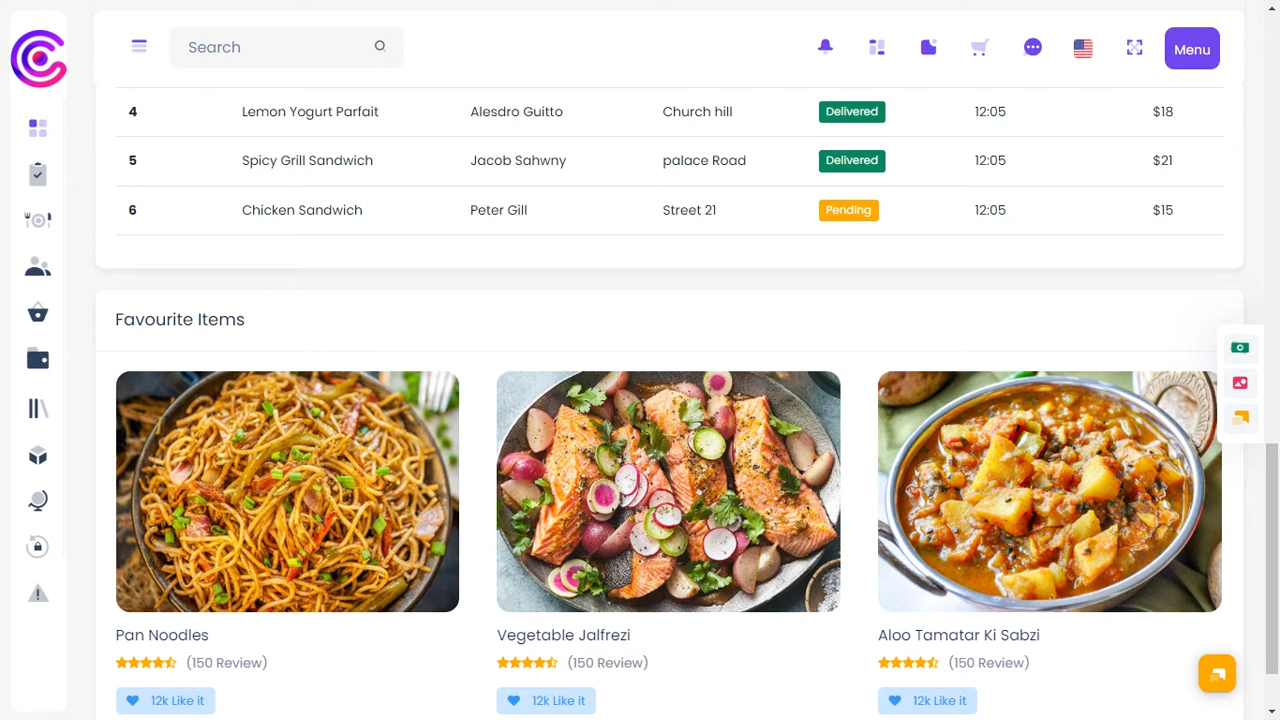 Search
Menu
4 Lemon Yogurt Parfait Alesdro Guitto Church hill Delivered 12:05 $18
5 Spicy Grill Sandwich Jacob Sahwny palace Road Delivered 12:05 $21
6 Chicken Sandwich Peter Gill Street 21 Pending 12:05 $15
Favourite Items
Pan Noodles Vegetable Jalfrezi Aloo Tamatar Ki Sabzi
(150 Review) (150 Review) (150 Review)
12k Like it 12k Like it 12k Like it